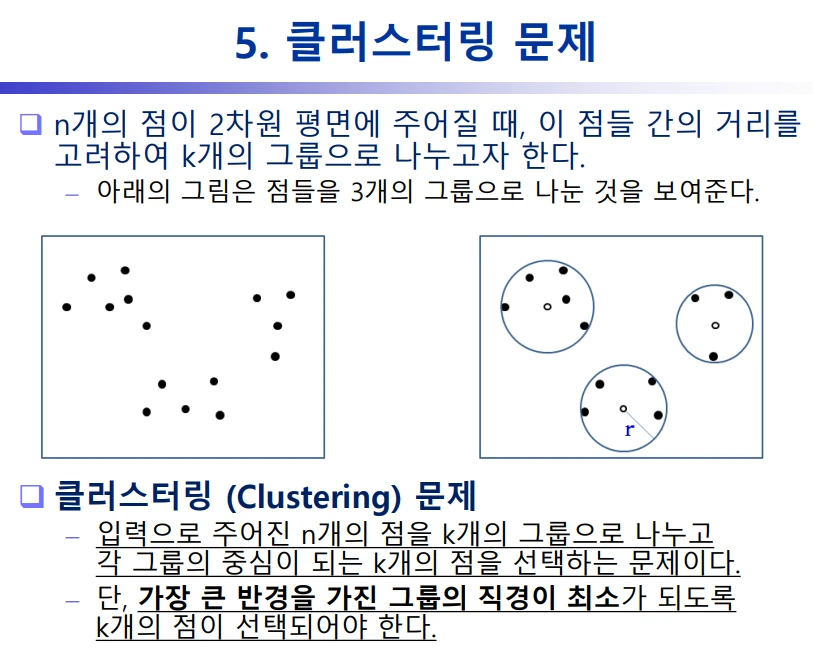 5. 클러스터링 문제
n개의 점이 2차원 평면에 주어질 때, 이 점들 간의 거리를
고려하여 k개의 그룹으로 나누고자 한다.
– 아래의 그림은 점들을 3개의 그룹으로 나눈 것을 보여준다.
r
클러스터링 (Clustering) 문제
– 입력으로 주어진 n개의 점을 k개의 그룹으로 나누고
각 그룹의 중심이 되는 k개의 점을 선택하는 문제이다.
– 단, 가장 큰 반경을 가진 그룹의 직경이 최소가 되도록
k개의 점이 선택되어야 한다.